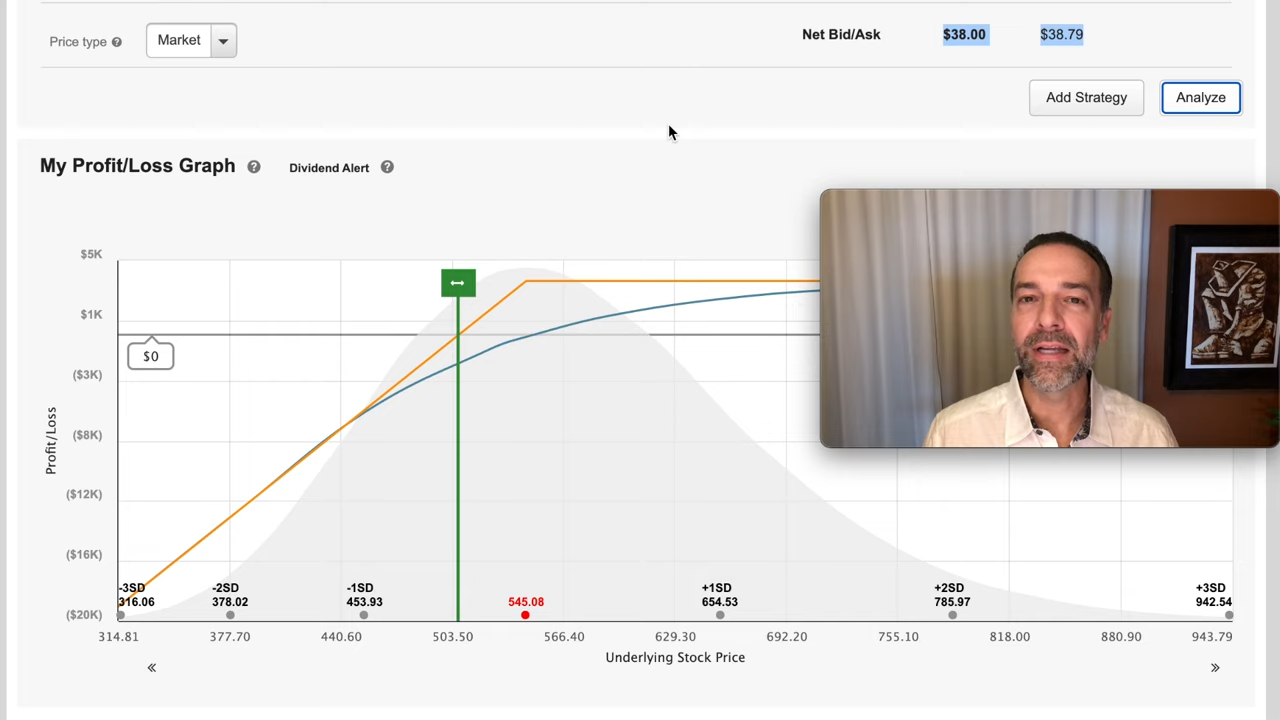 Price type
Market
Net Bid/Ask $38.00 $38.79
Add Strategy
Analyze
My Profit/Loss Graph
Dividend Alert
$5K
$1K
($3K)
($8K)
($12K)
($16K)
($20K)
$0
Profit/Loss
-3SD -2SD -1SD +1SD +2SD +3SD
316.06 378.02 453.93 545.08 654.53 785.97 942.54
314.81 377.70 440.60 503.50 566.40 629.30 692.20 755.10 818.00 880.90 943.79
« Underlying Stock Price »